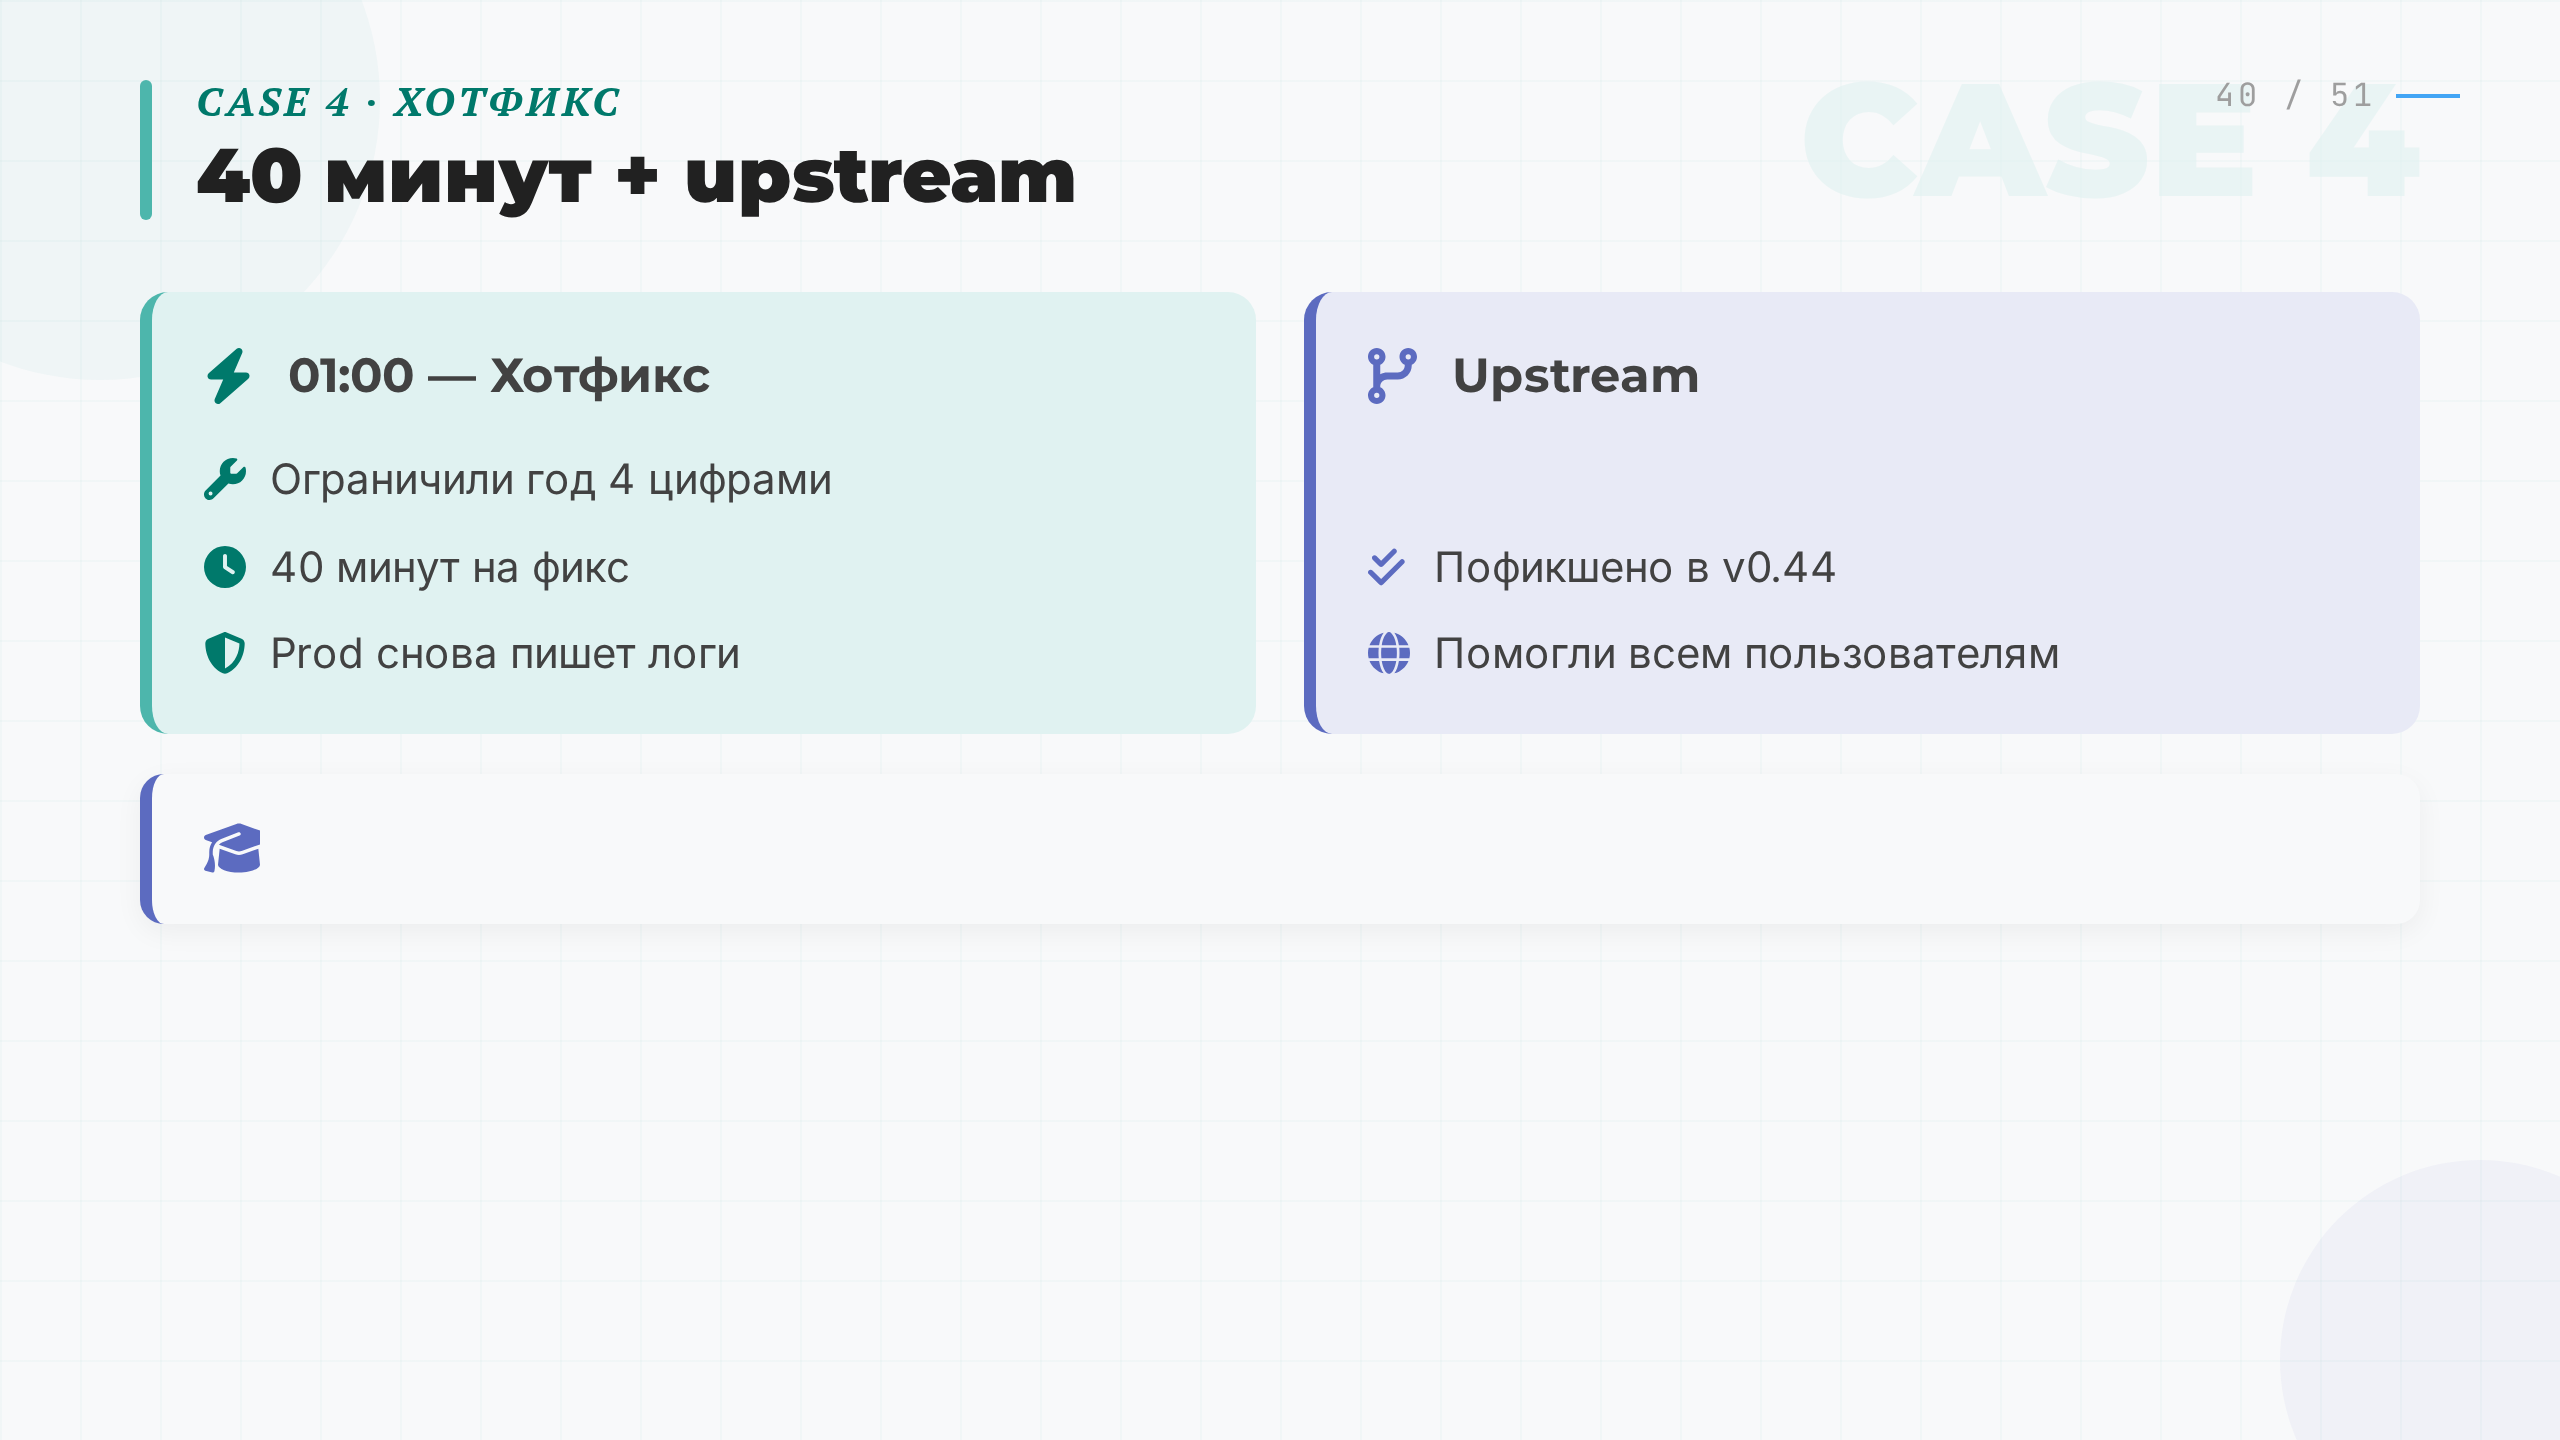 CASE 4 · ХОТФИКС
40 минут + upstream
CASE 4
40 / 51
01:00 — Хотфикс
Ограничили год 4 цифрами
40 минут на фикс
Prod снова пишет логи
Upstream
Пофикшено в v0.44
Помогли всем пользователям